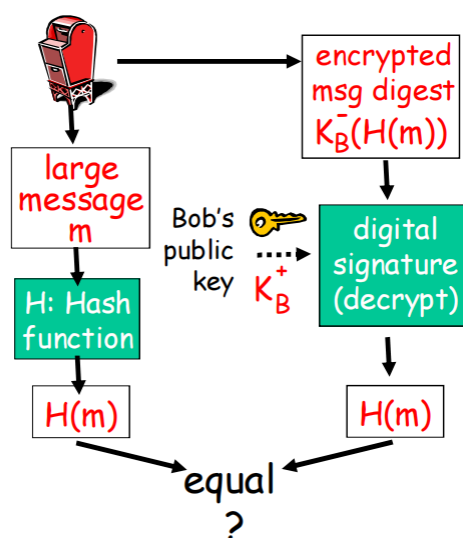 encrypted
msg digest
K_B^-(H(m))
large
message
m
Bob's
public
key
K_B^+
digital
signature
(decrypt)
H: Hash
function
H(m)
H(m)
equal
?